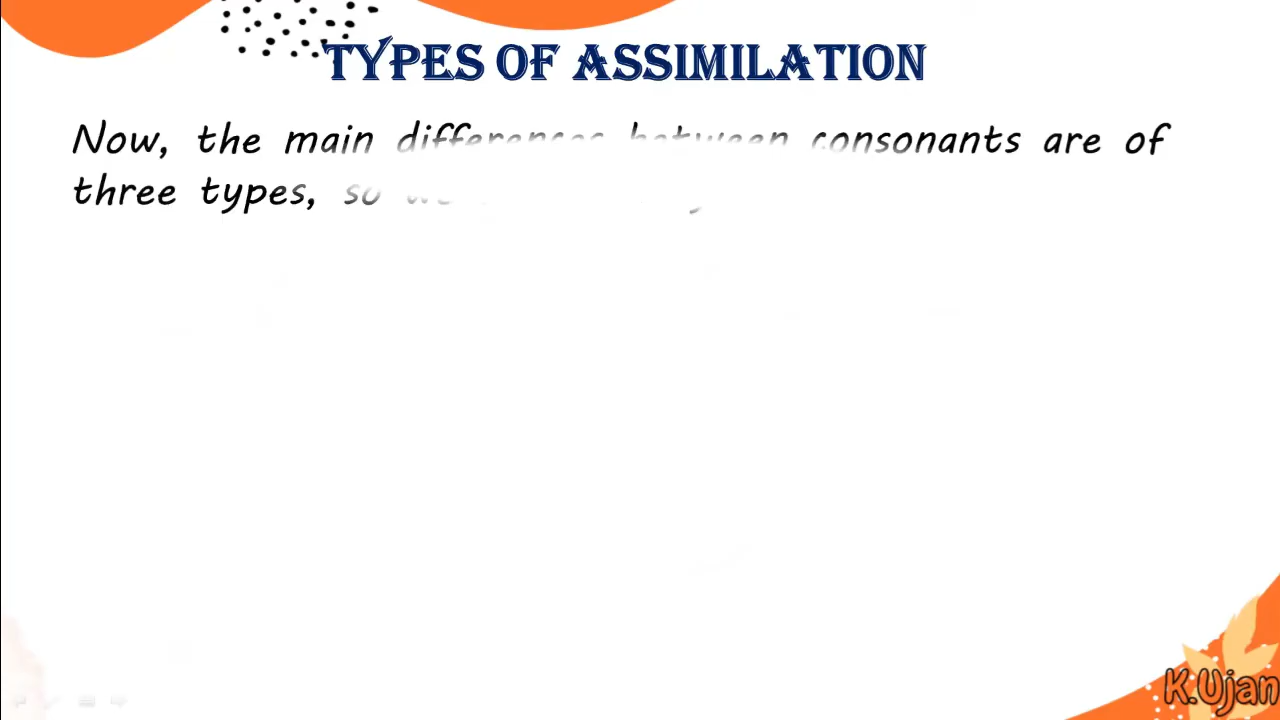 TYPES OF ASSIMILATION
Now, the main differences between consonants are of
three types, so
K.Ujan